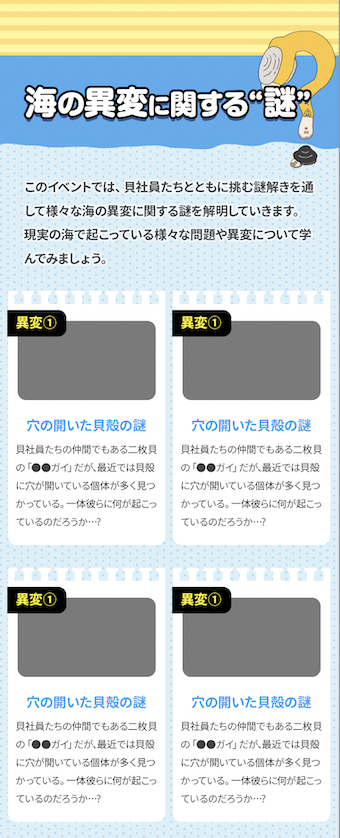 海の異変に関する“謎”
このイベントでは、貝社員たちとともに挑む謎解きを通
して様々な海の異変に関する謎を解明していきます。
現実の海で起こっている様々な問題や異変について学
んでみましょう。
異変①
穴の開いた貝殻の謎
貝社員たちの仲間でもある二枚貝
の「●●ガイ」だが、最近では貝殻
に穴が開いている個体が多く見つ
かっている。一体彼らに何が起こっ
ているのだろうか…?
異変①
穴の開いた貝殻の謎
貝社員たちの仲間でもある二枚貝
の「●●ガイ」だが、最近では貝殻
に穴が開いている個体が多く見つ
かっている。一体彼らに何が起こっ
ているのだろうか…?
異変①
穴の開いた貝殻の謎
貝社員たちの仲間でもある二枚貝
の「●●ガイ」だが、最近では貝殻
に穴が開いている個体が多く見つ
かっている。一体彼らに何が起こっ
ているのだろうか…?
異変①
穴の開いた貝殻の謎
貝社員たちの仲間でもある二枚貝
の「●●ガイ」だが、最近では貝殻
に穴が開いている個体が多く見つ
かっている。一体彼らに何が起こっ
ているのだろうか…?